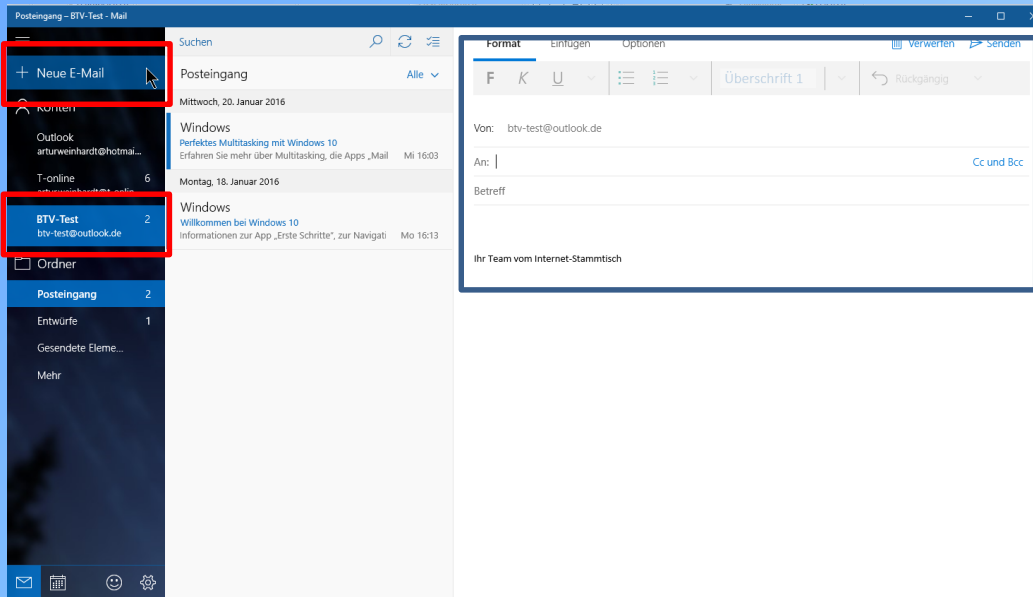 Posteingang – BTV-Test - Mail
Neue E-Mail
Konten
Outlook
arturweinhardt@hotmai...
T-online 6
BTV-Test 2
btv-test@outlook.de
Ordner
Posteingang 2
Entwürfe 1
Gesendete Eleme...
Mehr
Suchen
Posteingang Alle
Mittwoch, 20. Januar 2016
Windows
Perfektes Multitasking mit Windows 10
Erfahren Sie mehr über Multitasking, die Apps „Mail Mi 16:03
Montag, 18. Januar 2016
Windows
Willkommen bei Windows 10
Informationen zur App „Erste Schritte“, zur Navigati Mo 16:13
Format Einfügen Optionen Verwerfen Senden
F K U Überschrift 1 Rückgängig
Von: btv-test@outlook.de
An: Cc und Bcc
Betreff
Ihr Team vom Internet-Stammtisch